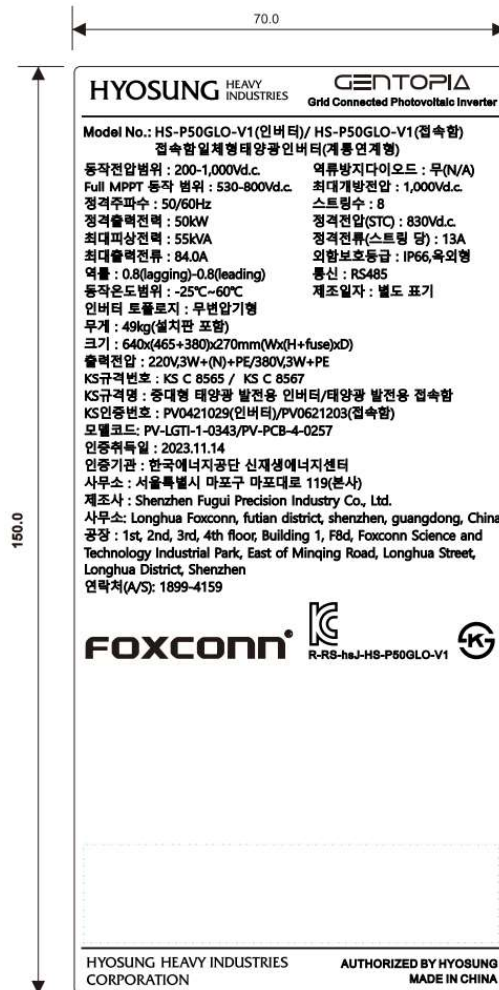 70.0
150.0
HYOSUNG HEAVY INDUSTRIES
GENTOPIA
Grid Connected Photovoltaic Inverter
Model No.: HS-P50GLO-V1(인버터)/ HS-P50GLO-V1(접속함)
접속함일체형태양광인버터(계통연계형)
동작전압범위 : 200-1,000Vd.c. 역류방지다이오드 : 무(N/A)
Full MPPT 동작 범위 : 530-800Vd.c. 최대개방전압 : 1,000Vd.c.
정격주파수 : 50/60Hz 스트링수 : 8
정격출력전력 : 50kW 정격전압(STC) : 830Vd.c.
최대피상전력 : 55kVA 정격전류(스트링 당) : 13A
최대출력전류 : 84.0A 외함보호등급 : IP66,옥외형
역률 : 0.8(lagging)-0.8(leading) 통신 : RS485
동작온도범위 : -25℃~60℃ 제조일자 : 별도 표기
인버터 토폴로지 : 무변압기형
무게 : 49kg(설치판 포함)
크기 : 640x(465+380)x270mm(Wx(H+fuse)xD)
출력전압 : 220V,3W+(N)+PE/380V,3W+PE
KS규격번호 : KS C 8565 / KS C 8567
KS규격명 : 중대형 태양광 발전용 인버터/태양광 발전용 접속함
KS인증번호 : PV0421029(인버터)/PV0621203(접속함)
모델코드: PV-LGTI-1-0343/PV-PCB-4-0257
인증취득일 : 2023.11.14
인증기관 : 한국에너지공단 신재생에너지센터
사무소 : 서울특별시 마포구 마포대로 119(본사)
제조사 : Shenzhen Fugui Precision Industry Co., Ltd.
사무소: Longhua Foxconn, futian district, shenzhen, guangdong, China
공장 : 1st, 2nd, 3rd, 4th floor, Building 1, F8d, Foxconn Science and
Technology Industrial Park, East of Minqing Road, Longhua Street,
Longhua District, Shenzhen
연락처(A/S): 1899-4159
FOXCONN®
R-RS-hsJ-HS-P50GLO-V1
HYOSUNG HEAVY INDUSTRIES CORPORATION
AUTHORIZED BY HYOSUNG
MADE IN CHINA